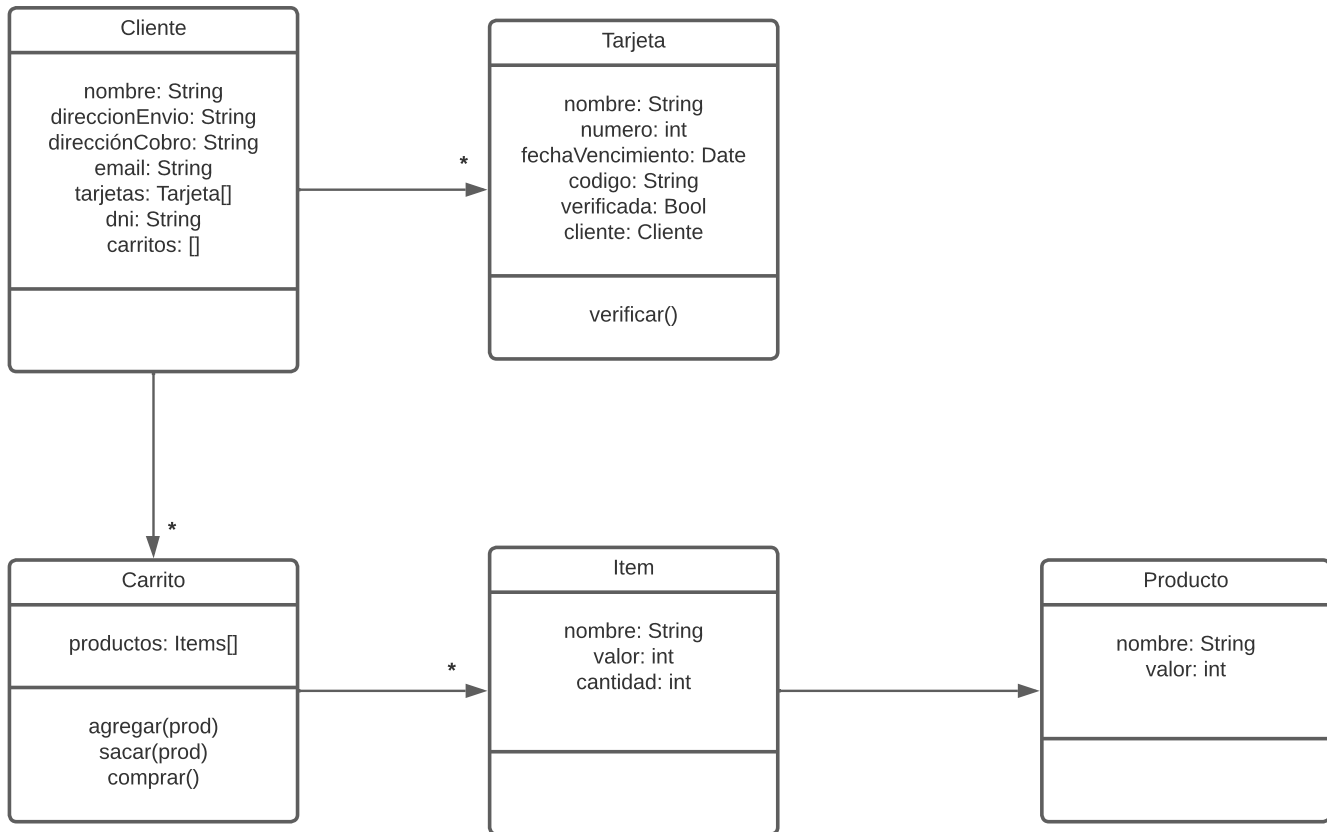 Cliente
nombre: String
direccionEnvio: String
direcciónCobro: String
email: String
tarjetas: Tarjeta[]
dni: String
carritos: []
*
Tarjeta
nombre: String
numero: int
fechaVencimiento: Date
codigo: String
verificada: Bool
cliente: Cliente
verificar()
*
Carrito
productos: Items[]
agregar(prod)
sacar(prod)
comprar()
*
Item
nombre: String
valor: int
cantidad: int
Producto
nombre: String
valor: int